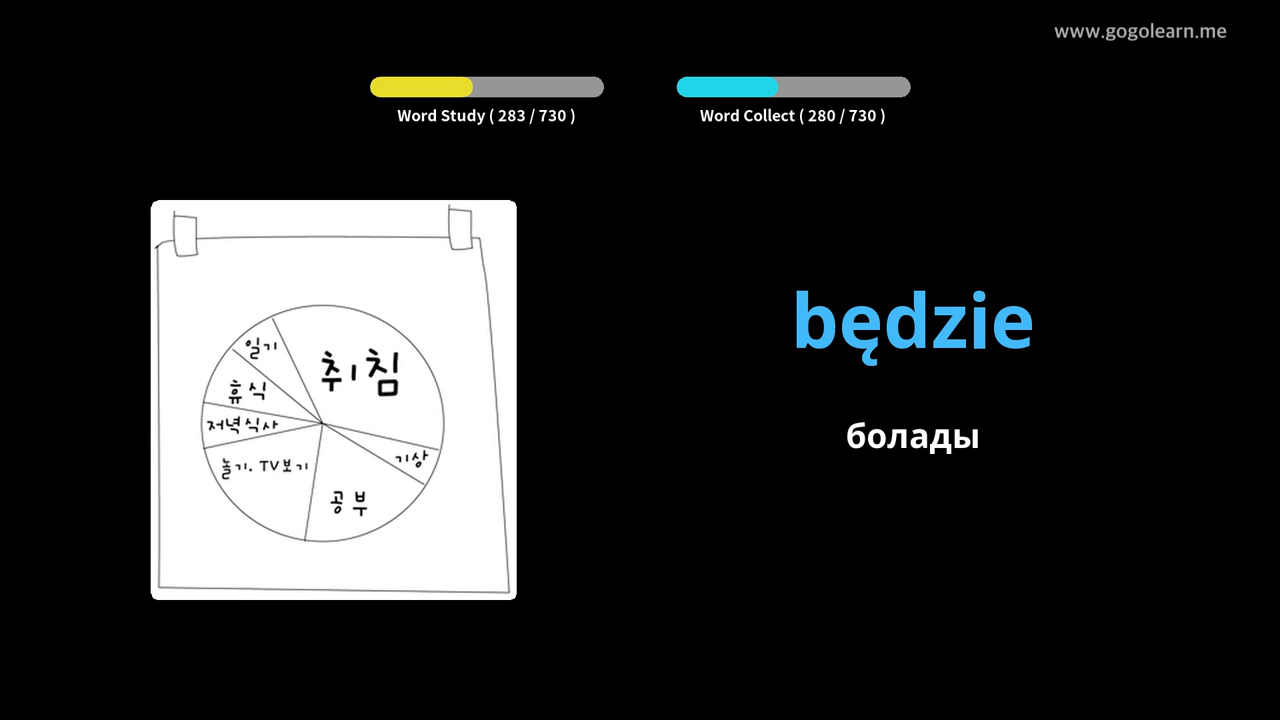 www.gogolearn.me
Word Study ( 283 / 730 )
Word Collect ( 280 / 730 )
일기
취침
휴식
저녁식사
놀기. TV보기
기상
공부
będzie
болады